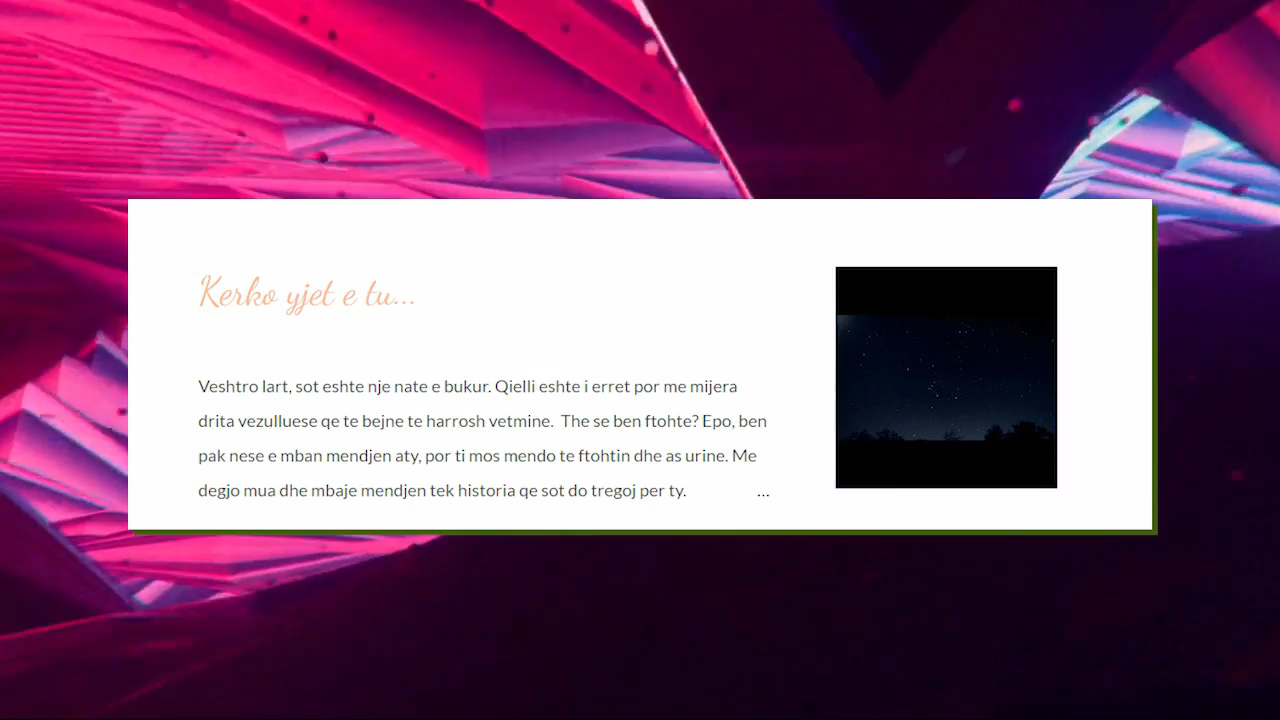 Kerko yjet e tu...
Veshtro lart, sot eshte nje nate e bukur. Qielli eshte i erret por me mijera
drita vezulluese qe te bejne te harrosh vetmine.  The se ben ftohte? Epo, ben
pak nese e mban mendjen aty, por ti mos mendo te ftohtin dhe as urine. Me
degjo mua dhe mbaje mendjen tek historia qe sot do tregoj per ty. ...